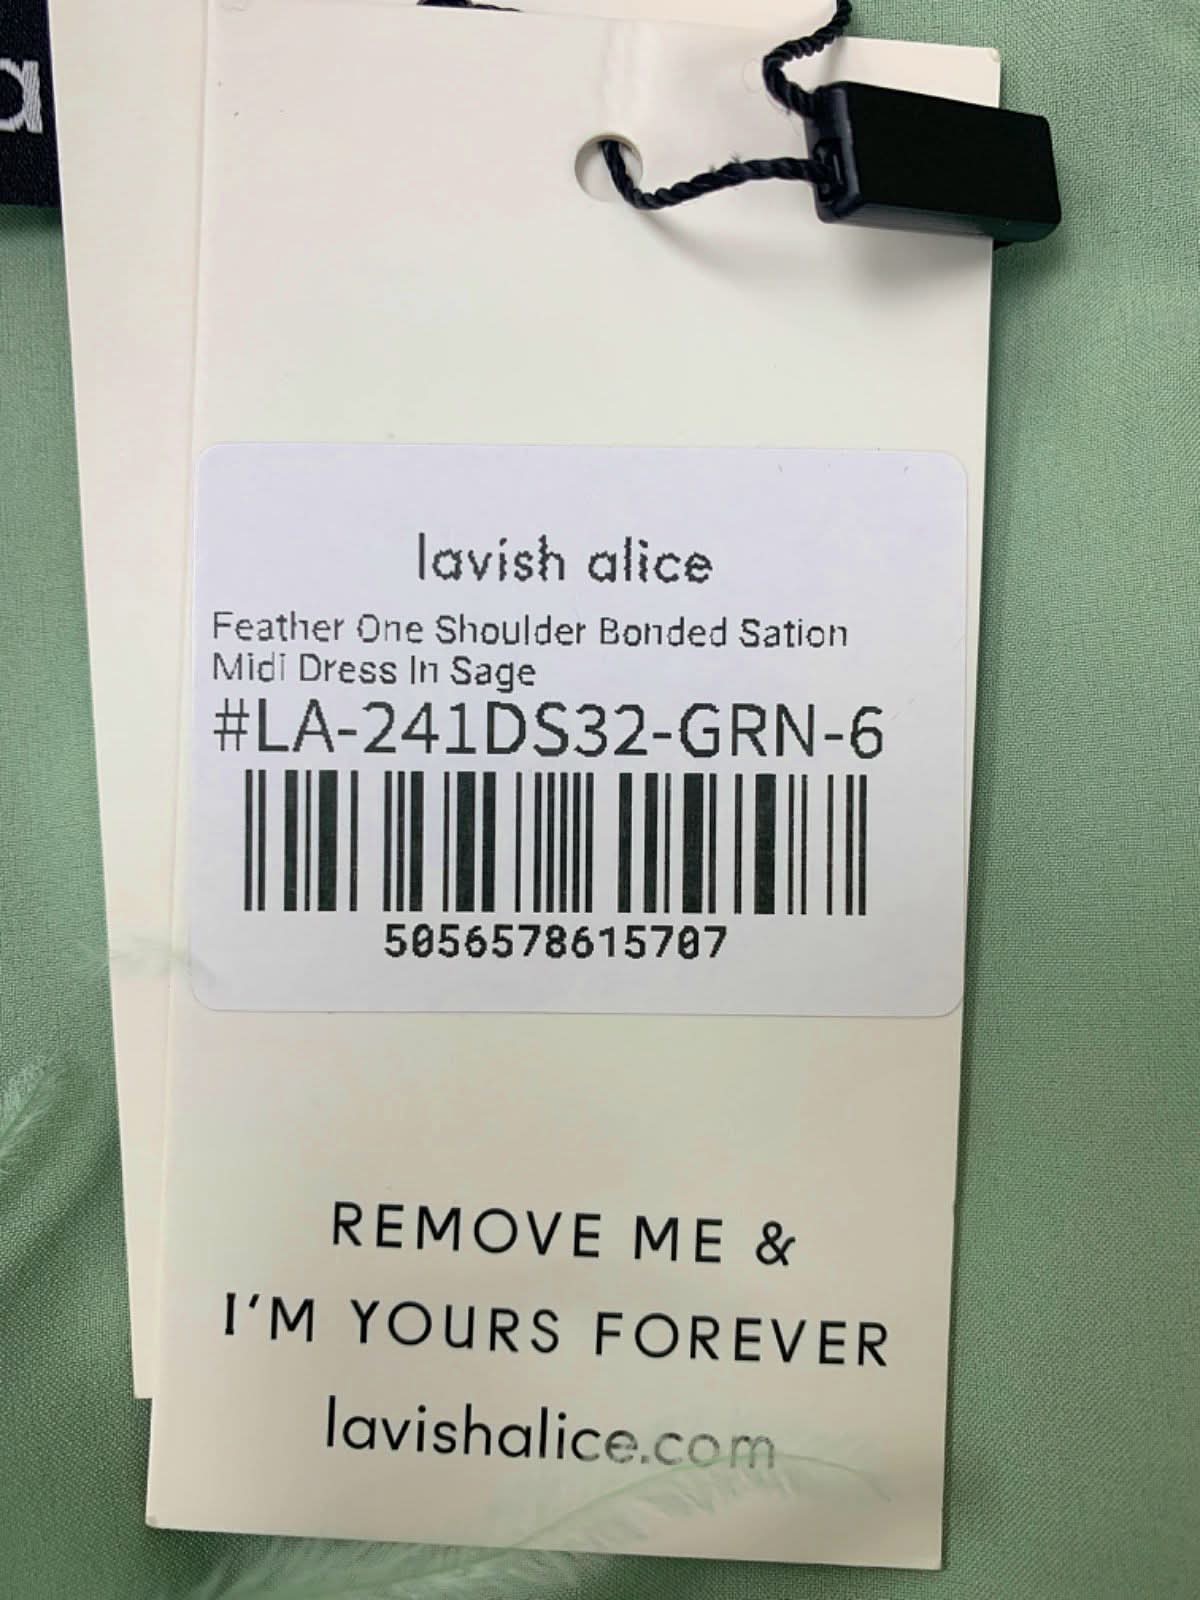 a
lavish alice
Feather One Shoulder Bonded Sation
Midi Dress In Sage
#LA-241DS32-GRN-6
5056578615707
REMOVE ME &
I'M YOURS FOREVER
lavishalice.com